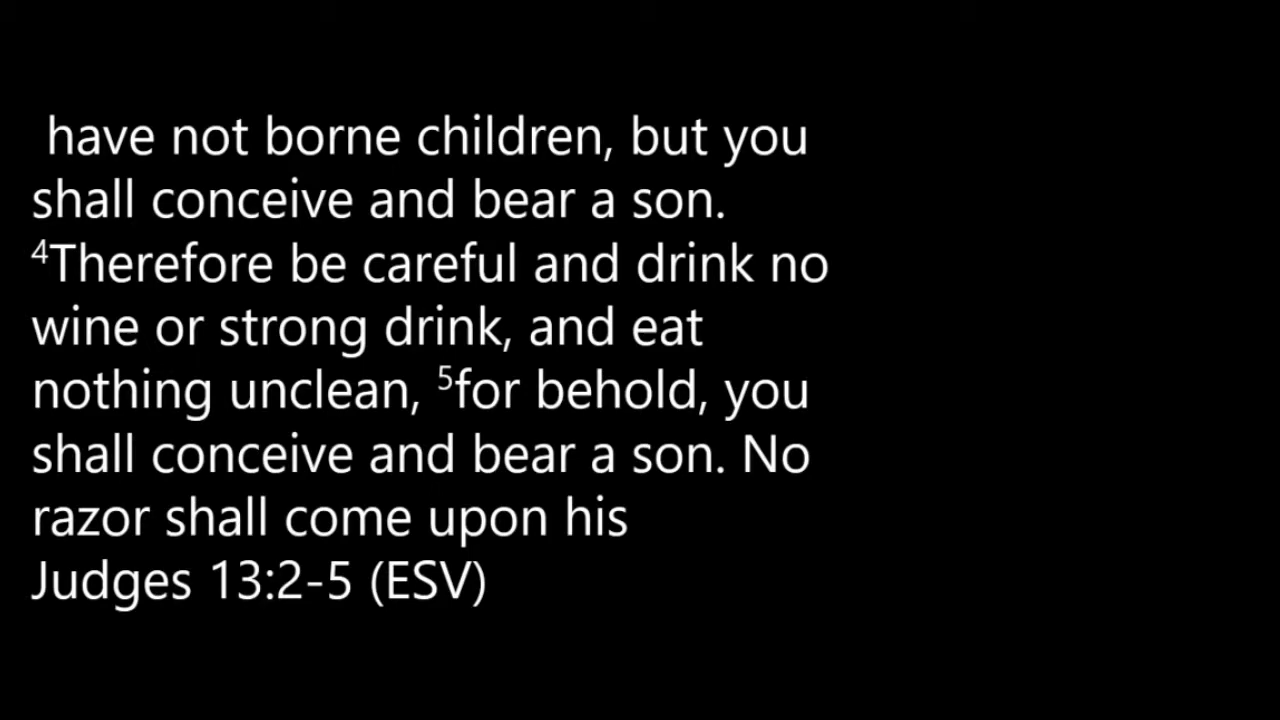 have not borne children, but you
shall conceive and bear a son.
⁴Therefore be careful and drink no
wine or strong drink, and eat
nothing unclean, ⁵for behold, you
shall conceive and bear a son. No
razor shall come upon his
Judges 13:2-5 (ESV)